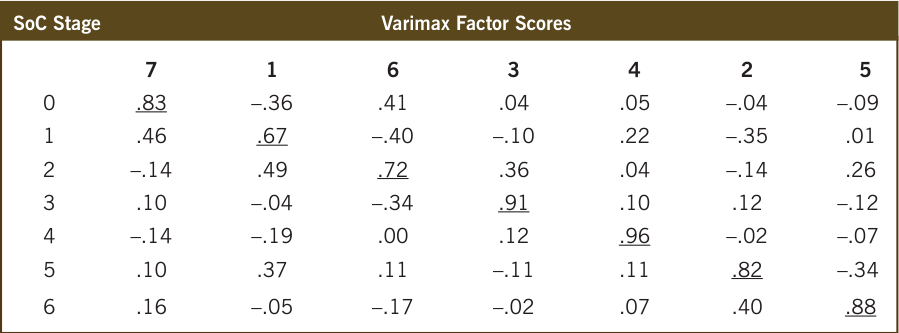 SoC Stage Varimax Factor Scores
7 1 6 3 4 2 5
0 .83 –.36 .41 .04 .05 –.04 –.09
1 .46 .67 –.40 –.10 .22 –.35 .01
2 –.14 .49 .72 .36 .04 –.14 .26
3 .10 –.04 –.34 .91 .10 .12 –.12
4 –.14 –.19 .00 .12 .96 –.02 –.07
5 .10 .37 .11 –.11 .11 .82 –.34
6 .16 –.05 –.17 –.02 .07 .40 .88